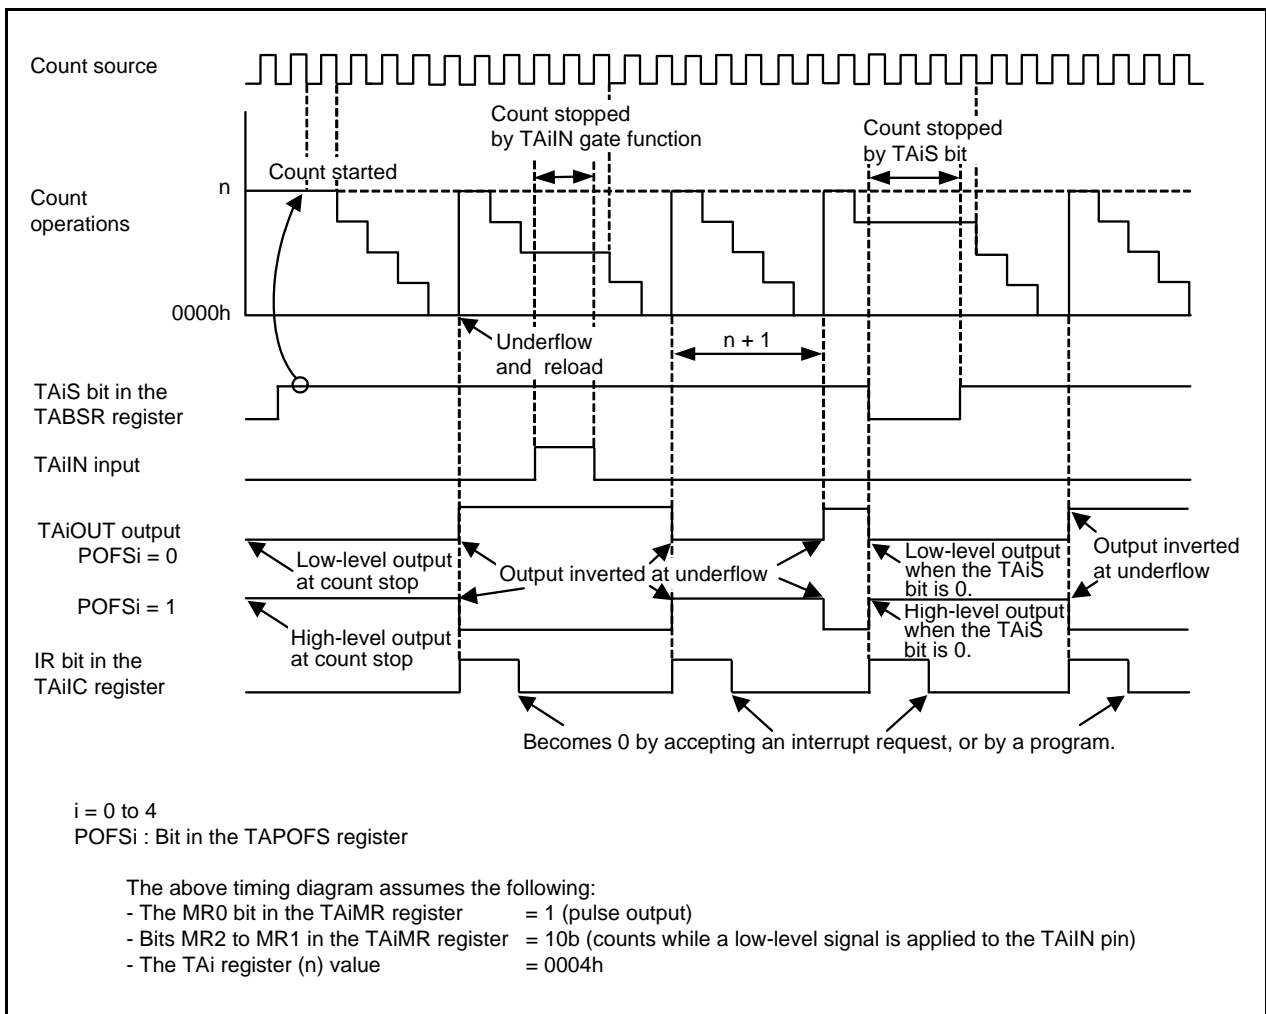 Count source
Count stopped
by TAiIN gate function
Count stopped
by TAiS bit
Count started
n
Count
operations
0000h
Underflow
and reload
n + 1
TAiS bit in the
TABSR register
TAiIN input
TAiOUT output
POFSi = 0
Low-level output
at count stop
Output inverted at underflow
Low-level output
when the TAiS
bit is 0.
Output inverted
at underflow
POFSi = 1
High-level output
at count stop
High-level output
when the TAiS
bit is 0.
IR bit in the
TAiIC register
Becomes 0 by accepting an interrupt request, or by a program.
i = 0 to 4
POFSi : Bit in the TAPOFS register
The above timing diagram assumes the following:
- The MR0 bit in the TAiMR register = 1 (pulse output)
- Bits MR2 to MR1 in the TAiMR register = 10b (counts while a low-level signal is applied to the TAiIN pin)
- The TAi register (n) value = 0004h